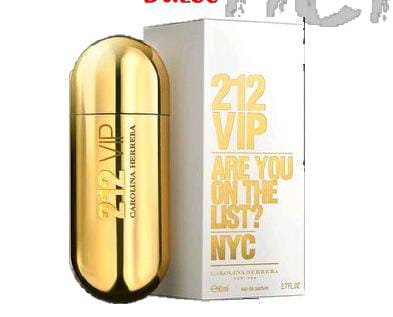 212 VIP
CAROLINA HERRERA
212
VIP
ARE YOU
ON THE
LIST?
NYC
CAROLINA HERRERA
NEW YORK
℮80ml eau de parfum 2.7FL.OZ